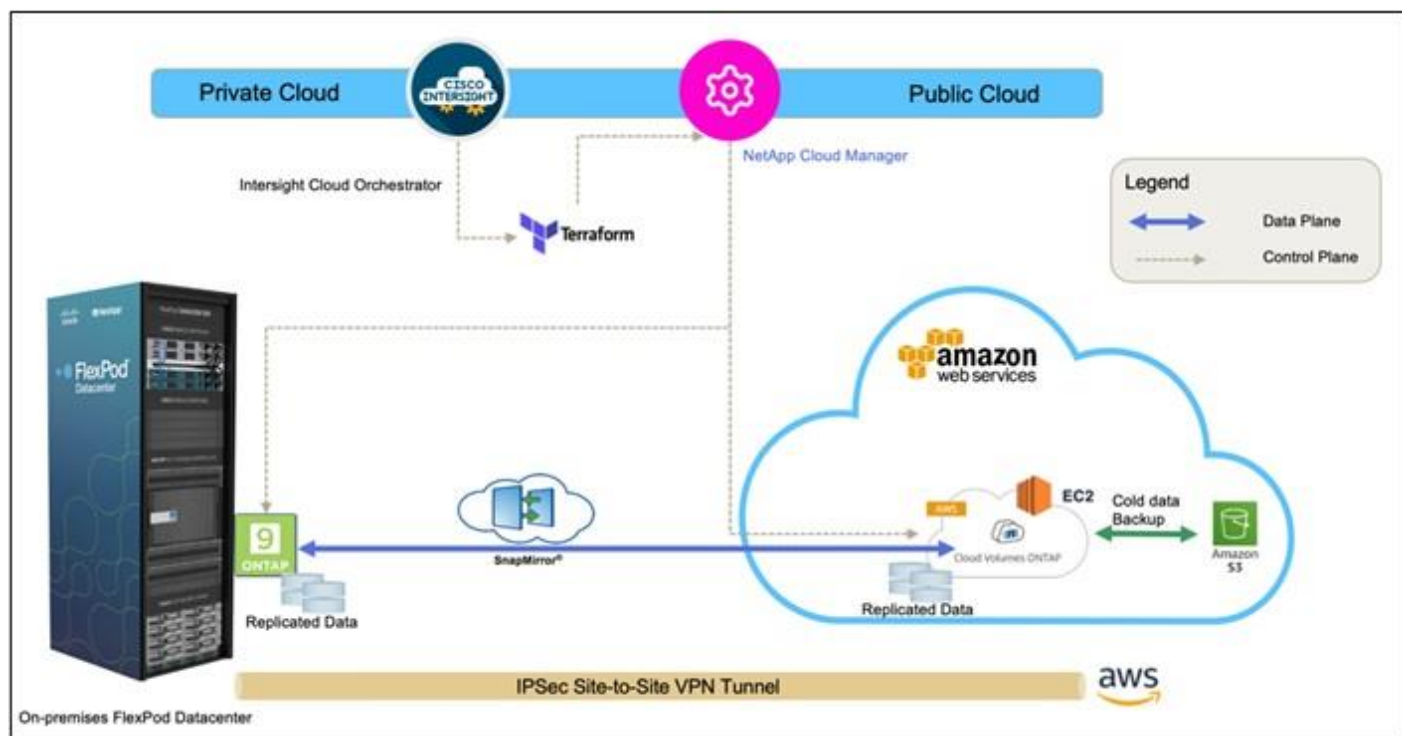 Private Cloud
CISCO
INTERSIGHT
Public Cloud
NetApp Cloud Manager
Intersight Cloud Orchestrator
Terraform
Legend
Data Plane
Control Plane
FlexPod
Datacenter
amazon
web services
9
ONTAP
SnapMirror®
Replicated Data
AWS
EC2
Cloud Volumes ONTAP
Replicated Data
Cold data
Backup
Amazon
S3
IPSec Site-to-Site VPN Tunnel
aws
On-premises FlexPod Datacenter